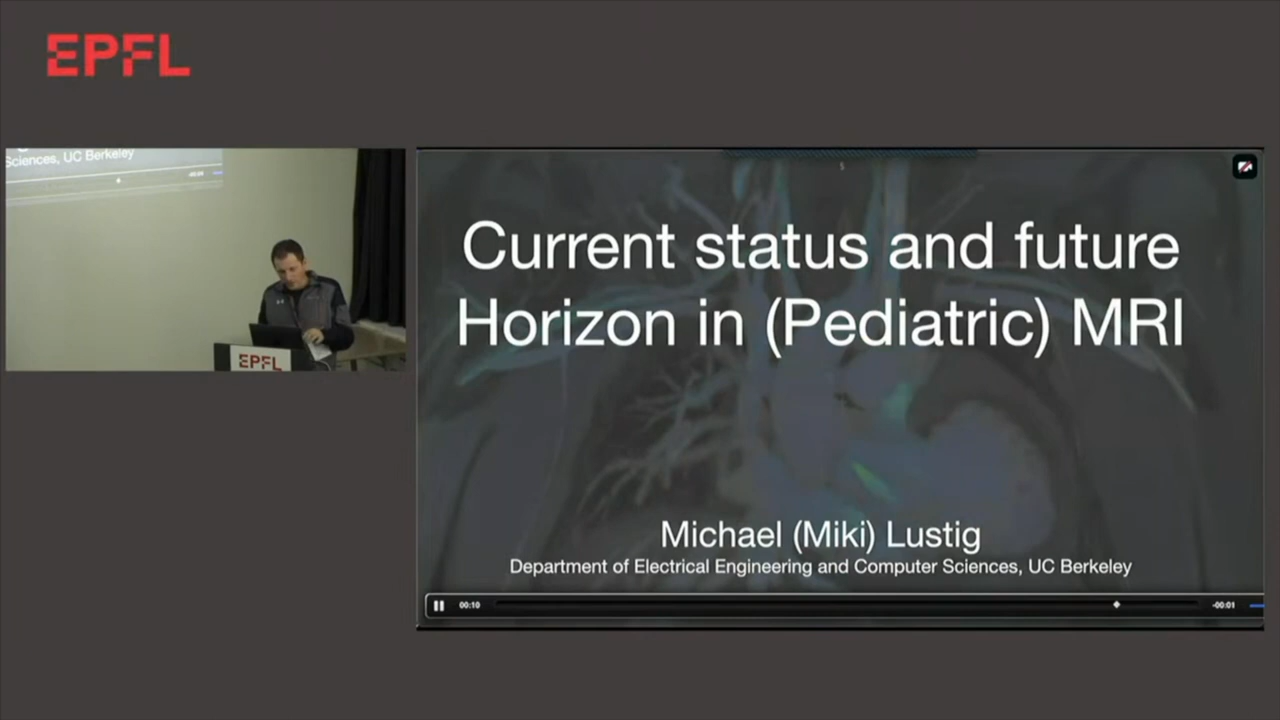 EPFL
Sciences, UC Berkeley
EPFL
Current status and future
Horizon in (Pediatric) MRI
Michael (Miki) Lustig
Department of Electrical Engineering and Computer Sciences, UC Berkeley
00:10
-00:01